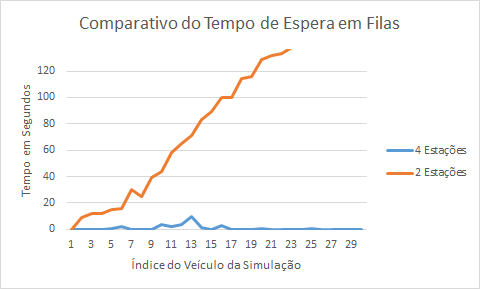 Comparativo do Tempo de Espera em Filas
Tempo em Segundos
120
100
80
60
40
20
0
1 3 5 7 9 11 13 15 17 19 21 23 25 27 29
Índice do Veículo da Simulação
4 Estações
2 Estações